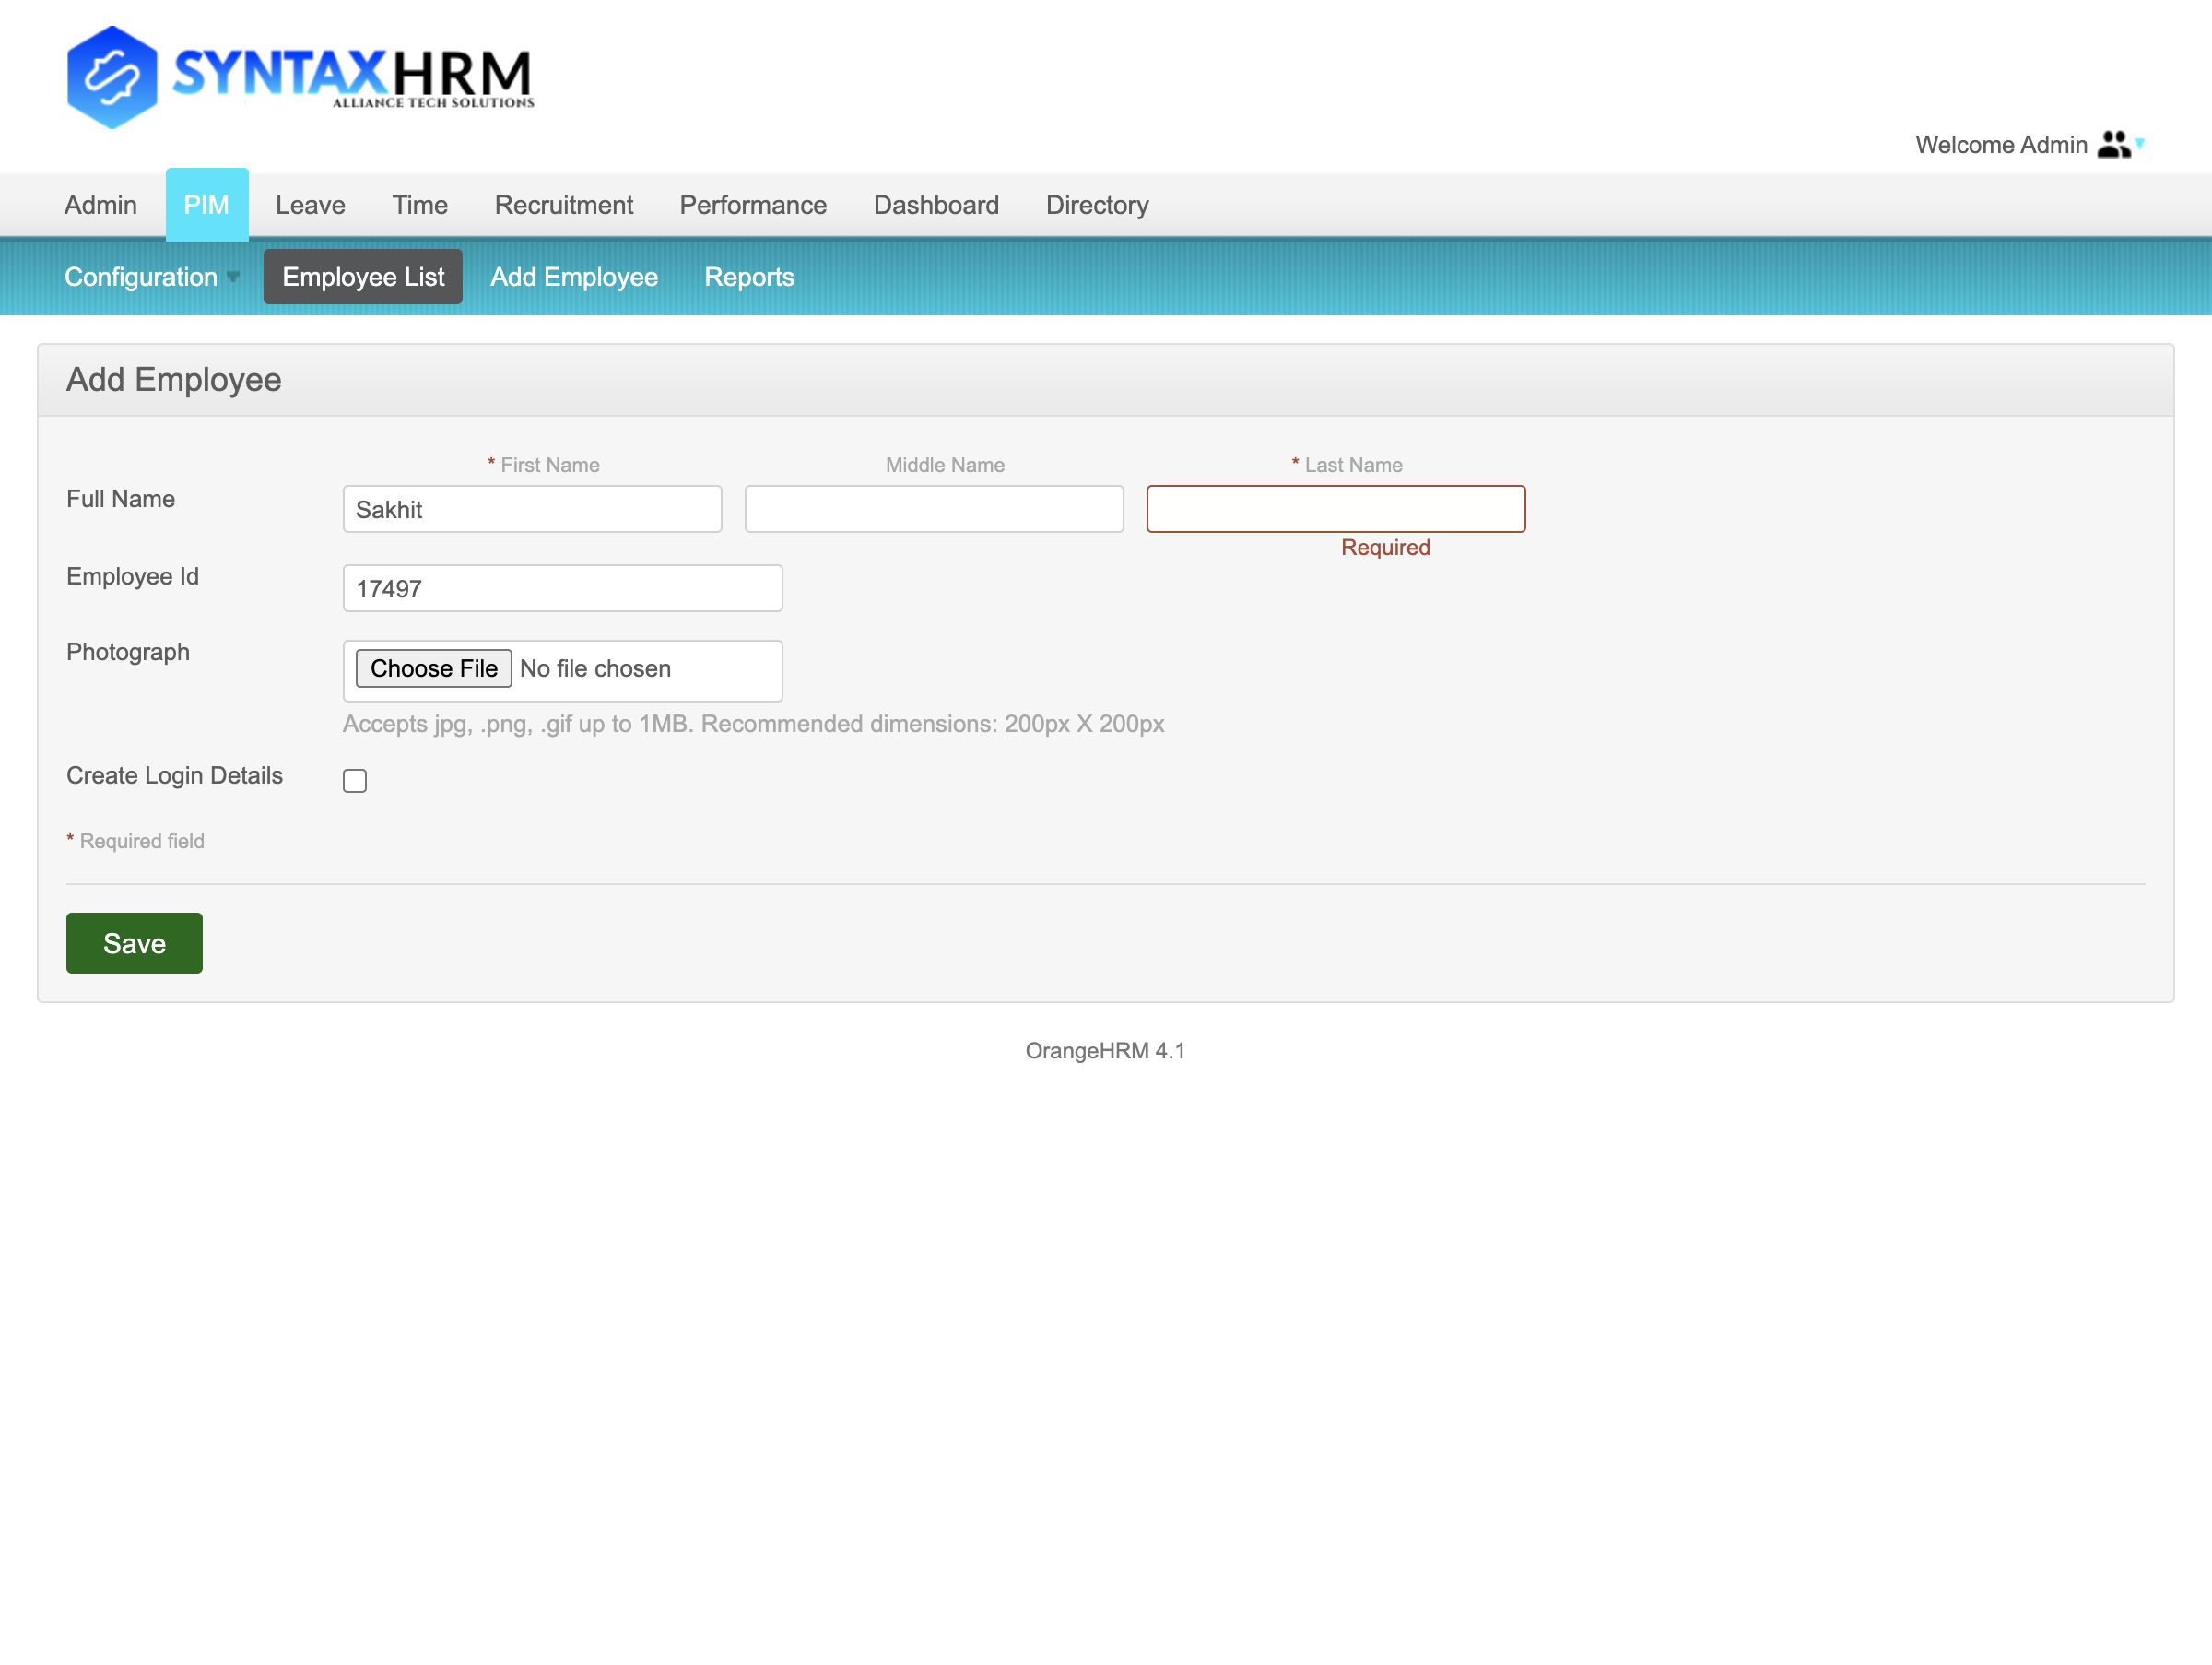 SYNTAXHRM
ALLIANCE TECH SOLUTIONS
Welcome Admin
Admin PIM Leave Time Recruitment Performance Dashboard Directory
Configuration Employee List Add Employee Reports
Add Employee
* First Name Middle Name * Last Name
Full Name Sakhit
Required
Employee Id 17497
Photograph Choose File No file chosen
Accepts jpg, .png, .gif up to 1MB. Recommended dimensions: 200px X 200px
Create Login Details
* Required field
Save
OrangeHRM 4.1